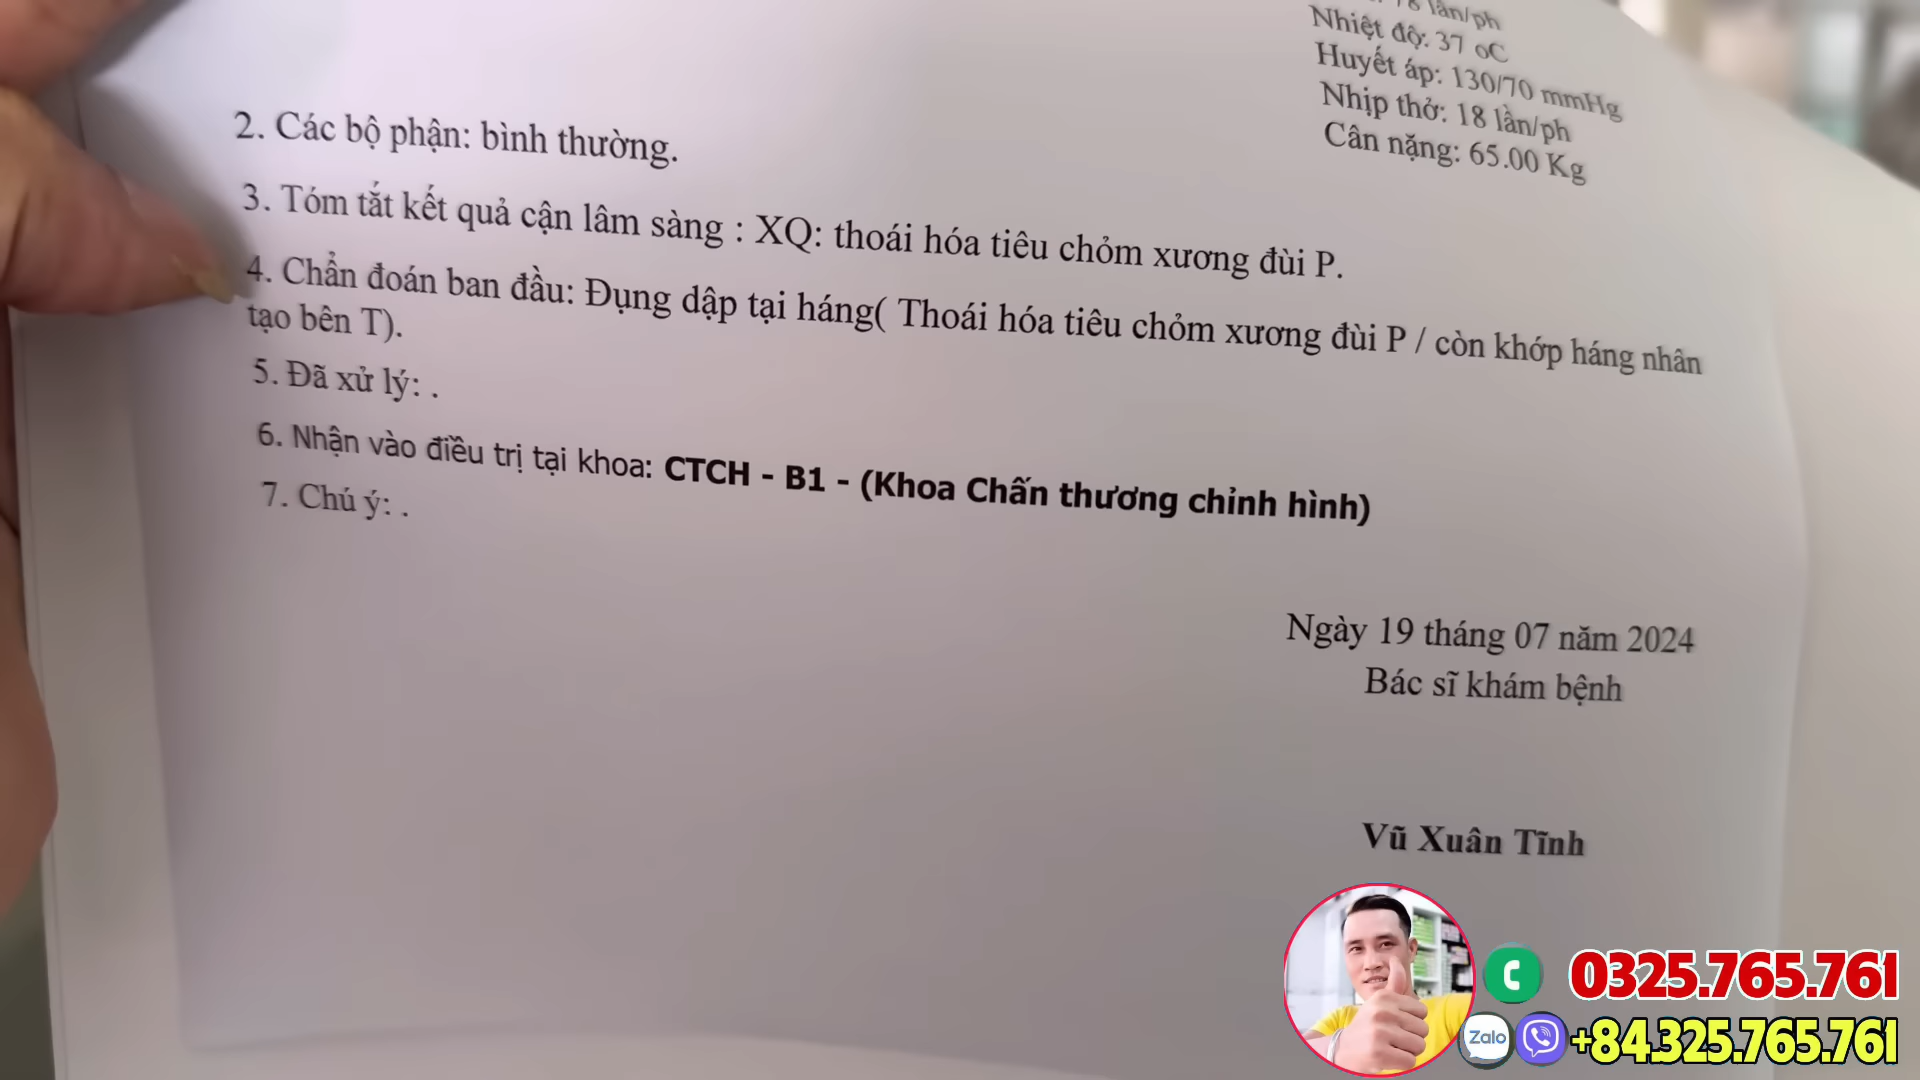 78 lần/ph
Nhiệt độ: 37 oC
Huyết áp: 130/70 mmHg
Nhịp thở: 18 lần/ph
Cân nặng: 65.00 Kg
2. Các bộ phận: bình thường.
3. Tóm tắt kết quả cận lâm sàng : XQ: thoái hóa tiêu chỏm xương đùi P.
4. Chẩn đoán ban đầu: Đụng dập tại háng( Thoái hóa tiêu chỏm xương đùi P / còn khớp háng nhân
tạo bên T).
5. Đã xử lý: .
6. Nhận vào điều trị tại khoa: CTCH - B1 - (Khoa Chấn thương chỉnh hình)
7. Chú ý: .
Ngày 19 tháng 07 năm 2024
Bác sĩ khám bệnh
Vũ Xuân Tĩnh
0325.765.761
Zalo +84.325.765.761